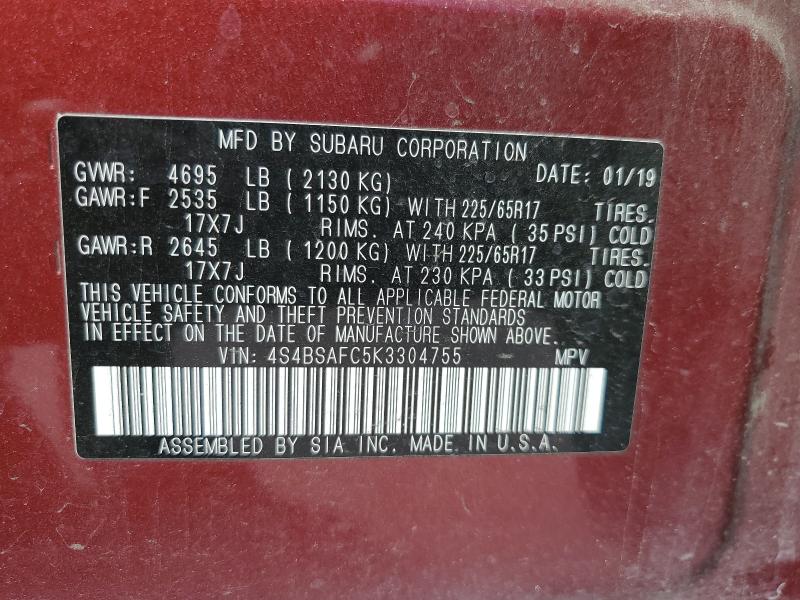 MFD BY SUBARU CORPORATION
GVWR: 4695 LB ( 2130 KG) DATE: 01/19
GAWR:F 2535 LB ( 1150 KG) WITH 225/65R17 TIRES.
17X7J RIMS. AT 240 KPA ( 35 PSI) COLD
GAWR:R 2645 LB ( 1200 KG) WITH 225/65R17 TIRES.
17X7J RIMS. AT 230 KPA ( 33 PSI) COLD
THIS VEHICLE CONFORMS TO ALL APPLICABLE FEDERAL MOTOR
VEHICLE SAFETY AND THEFT PREVENTION STANDARDS
IN EFFECT ON THE DATE OF MANUFACTURE SHOWN ABOVE.
VIN: 4S4BSAFC5K3304755 MPV
ASSEMBLED BY SIA INC. MADE IN U.S.A.